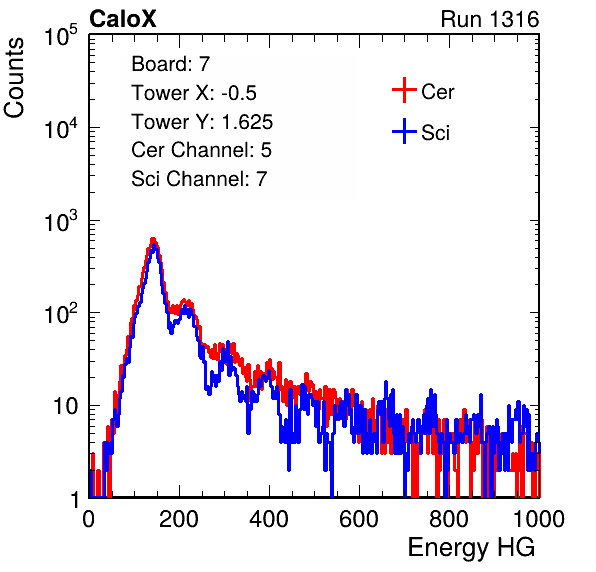 CaloX Run 1316
Counts
Board: 7
Tower X: -0.5
Tower Y: 1.625
Cer Channel: 5
Sci Channel: 7
Cer
Sci
10^5
10^4
10^3
10^2
10
1
0 200 400 600 800 1000
Energy HG